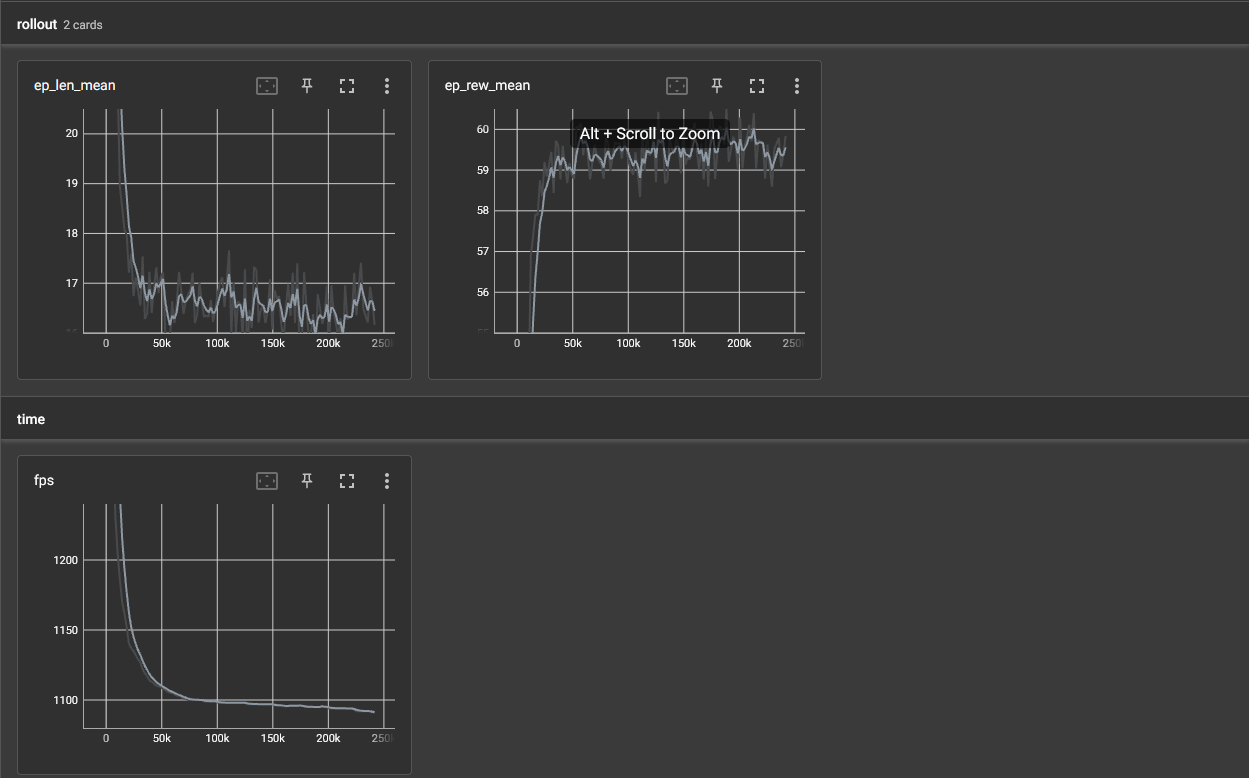 rollout 2 cards
ep_len_mean
20
19
18
17
0 50k 100k 150k 200k 250k
ep_rew_mean
Alt + Scroll to Zoom
60
59
58
57
56
0 50k 100k 150k 200k 250k
time
fps
1200
1150
1100
0 50k 100k 150k 200k 250k